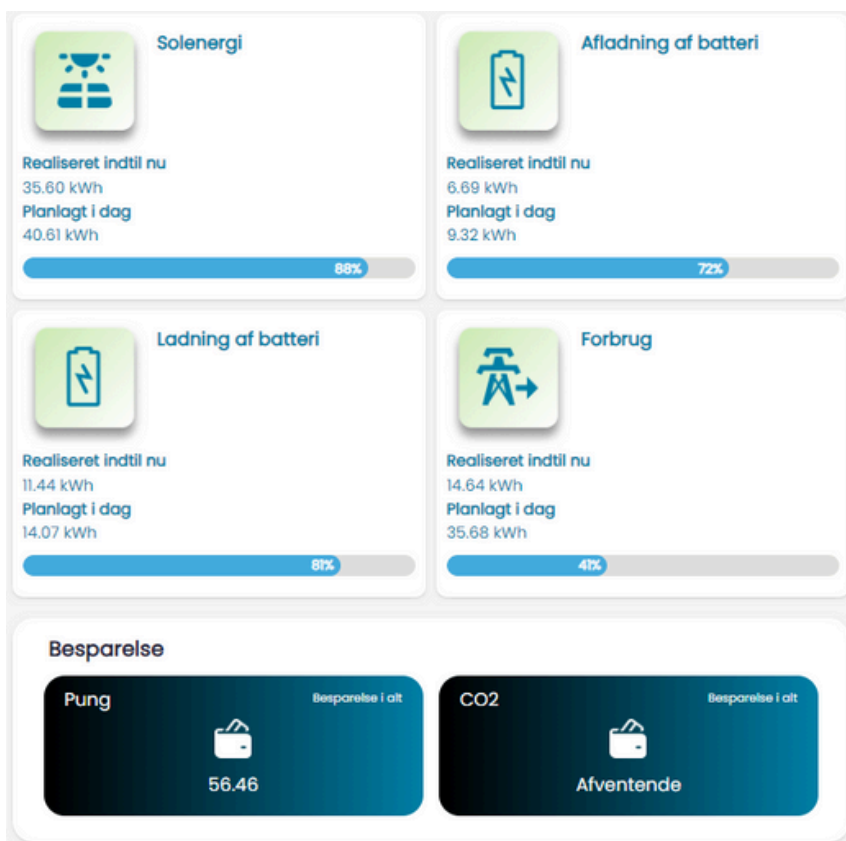 Solenergi
Realiseret indtil nu
35.60 kWh
Planlagt i dag
40.61 kWh
88%
Afladning af batteri
Realiseret indtil nu
6.69 kWh
Planlagt i dag
9.32 kWh
72%
Ladning af batteri
Realiseret indtil nu
11.44 kWh
Planlagt i dag
14.07 kWh
81%
Forbrug
Realiseret indtil nu
14.64 kWh
Planlagt i dag
35.68 kWh
41%
Besparelse
Pung
Besparelse i alt
56.46
CO2
Besparelse i alt
Afventende